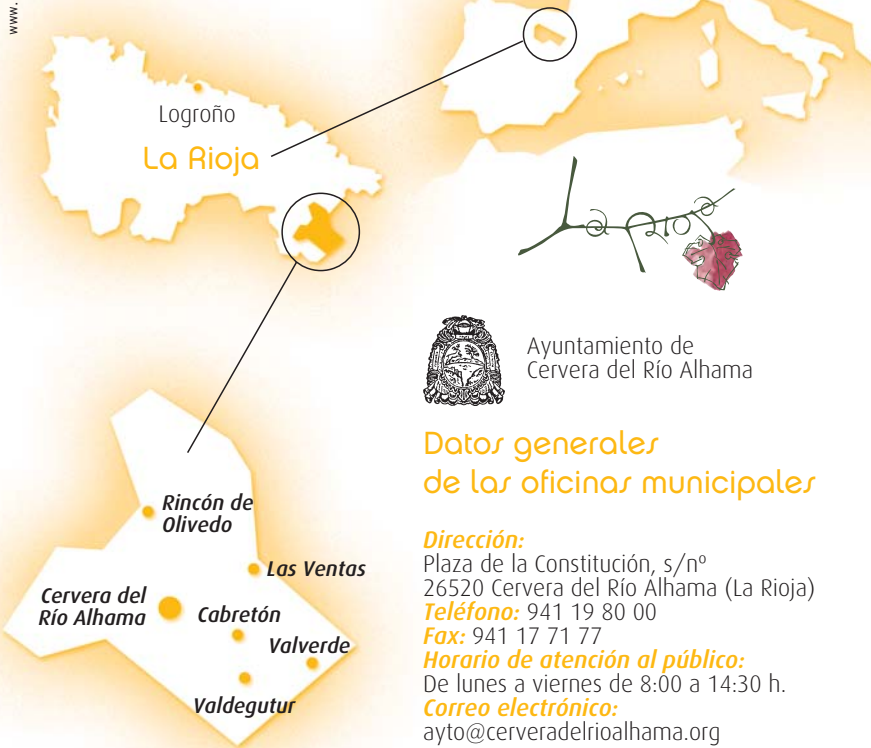 www.
Logroño
La Rioja
La Rioja
Ayuntamiento de
Cervera del Río Alhama
Datos generales
de las oficinas municipales
Dirección:
Plaza de la Constitución, s/nº
26520 Cervera del Río Alhama (La Rioja)
Teléfono: 941 19 80 00
Fax: 941 17 71 77
Horario de atención al público:
De lunes a viernes de 8:00 a 14:30 h.
Correo electrónico:
ayto@cerveradelrioalhama.org
Rincón de
Olivedo
Las Ventas
Cervera del
Río Alhama
Cabretón
Valverde
Valdegutur